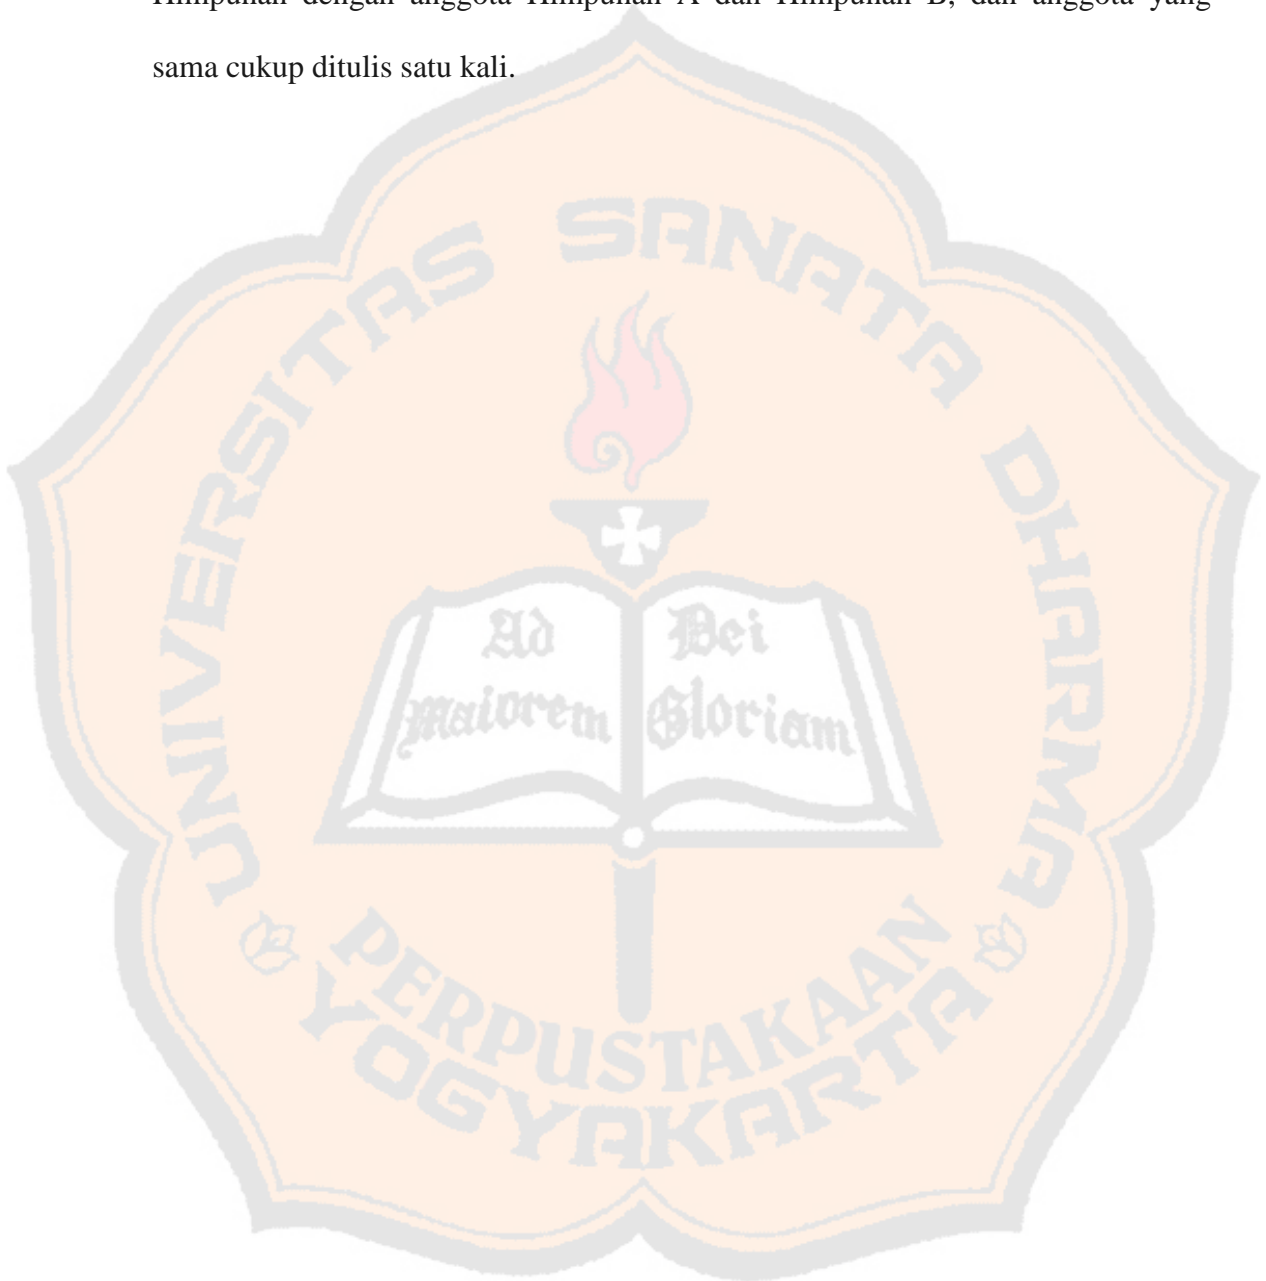 Himpunan dengan anggota Himpunan A dan Himpunan B, dan anggota yang
sama cukup ditulis satu kali.
UNIVERSITAS SANATA DHARMA
Ad Dei
Maiorem Gloriam
PERPUSTAKAAN
YOGYAKARTA